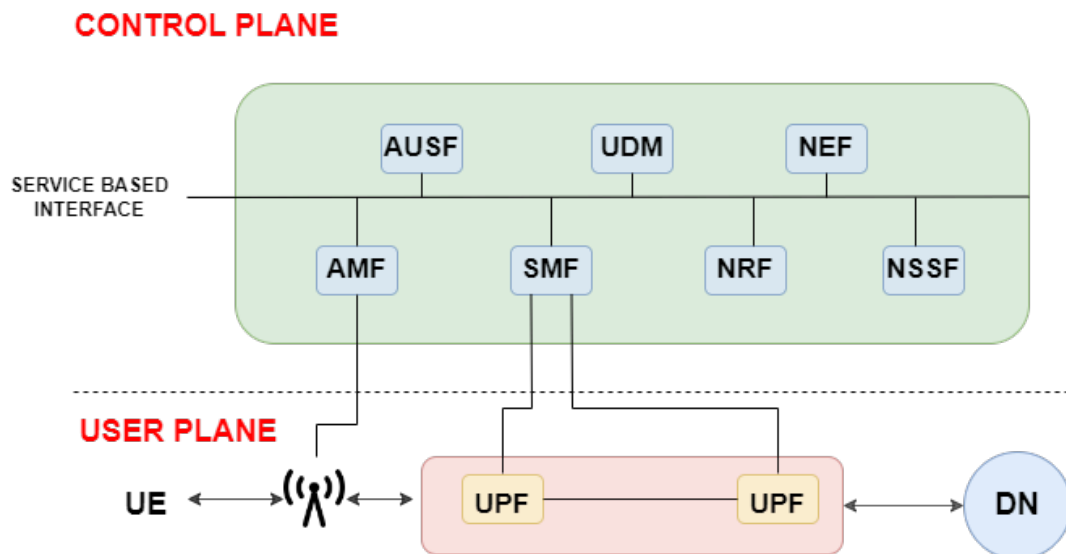 CONTROL PLANE
AUSF
UDM
NEF
SERVICE BASED
INTERFACE
AMF
SMF
NRF
NSSF
USER PLANE
UE
UPF
UPF
DN